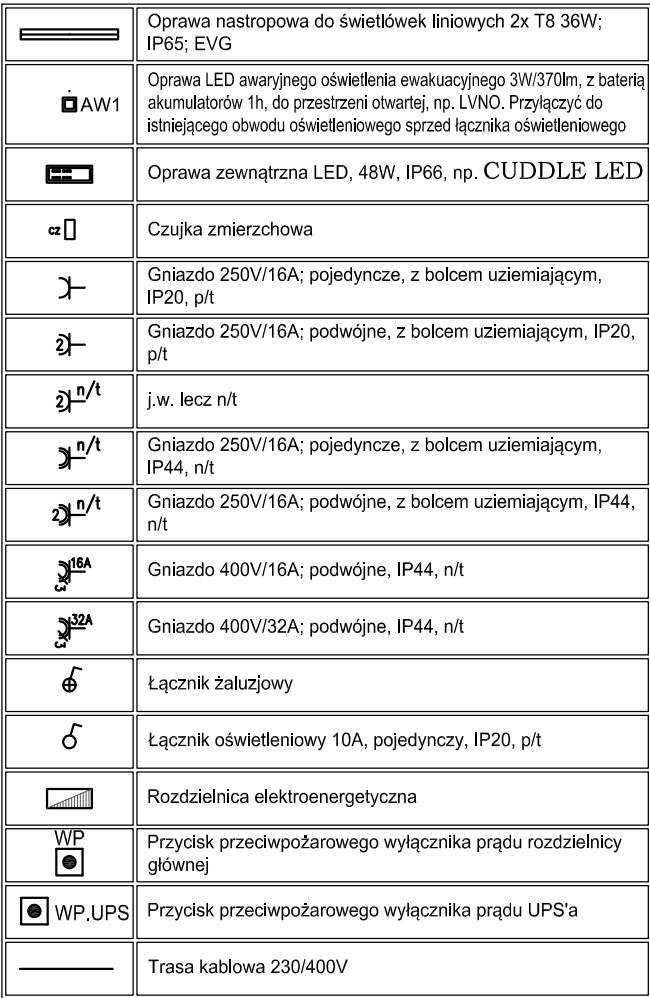 Oprawa nastropowa do świetlówek liniowych 2x T8 36W;
IP65; EVG
AW1
Oprawa LED awaryjnego oświetlenia ewakuacyjnego 3W/370lm, z baterią
akumulatorów 1h, do przestrzeni otwartej, np. LVNO. Przyłączyć do
istniejącego obwodu oświetleniowego sprzed łącznika oświetleniowego
Oprawa zewnątrzna LED, 48W, IP66, np. CUDDLE LED
cz
Czujka zmierzchowa
Gniazdo 250V/16A; pojedyncze, z bolcem uziemiającym,
IP20, p/t
2
Gniazdo 250V/16A; podwójne, z bolcem uziemiającym, IP20,
p/t
2 n/t
j.w. lecz n/t
n/t
Gniazdo 250V/16A; pojedyncze, z bolcem uziemiającym,
IP44, n/t
2 n/t
Gniazdo 250V/16A; podwójne, z bolcem uziemiającym, IP44,
n/t
16A
3
Gniazdo 400V/16A; podwójne, IP44, n/t
32A
3
Gniazdo 400V/32A; podwójne, IP44, n/t
Łącznik żaluzjowy
Łącznik oświetleniowy 10A, pojedynczy, IP20, p/t
Rozdzielnica elektroenergetyczna
WP
Przycisk przeciwpożarowego wyłącznika prądu rozdzielnicy
głównej
WP.UPS
Przycisk przeciwpożarowego wyłącznika prądu UPS'a
Trasa kablowa 230/400V